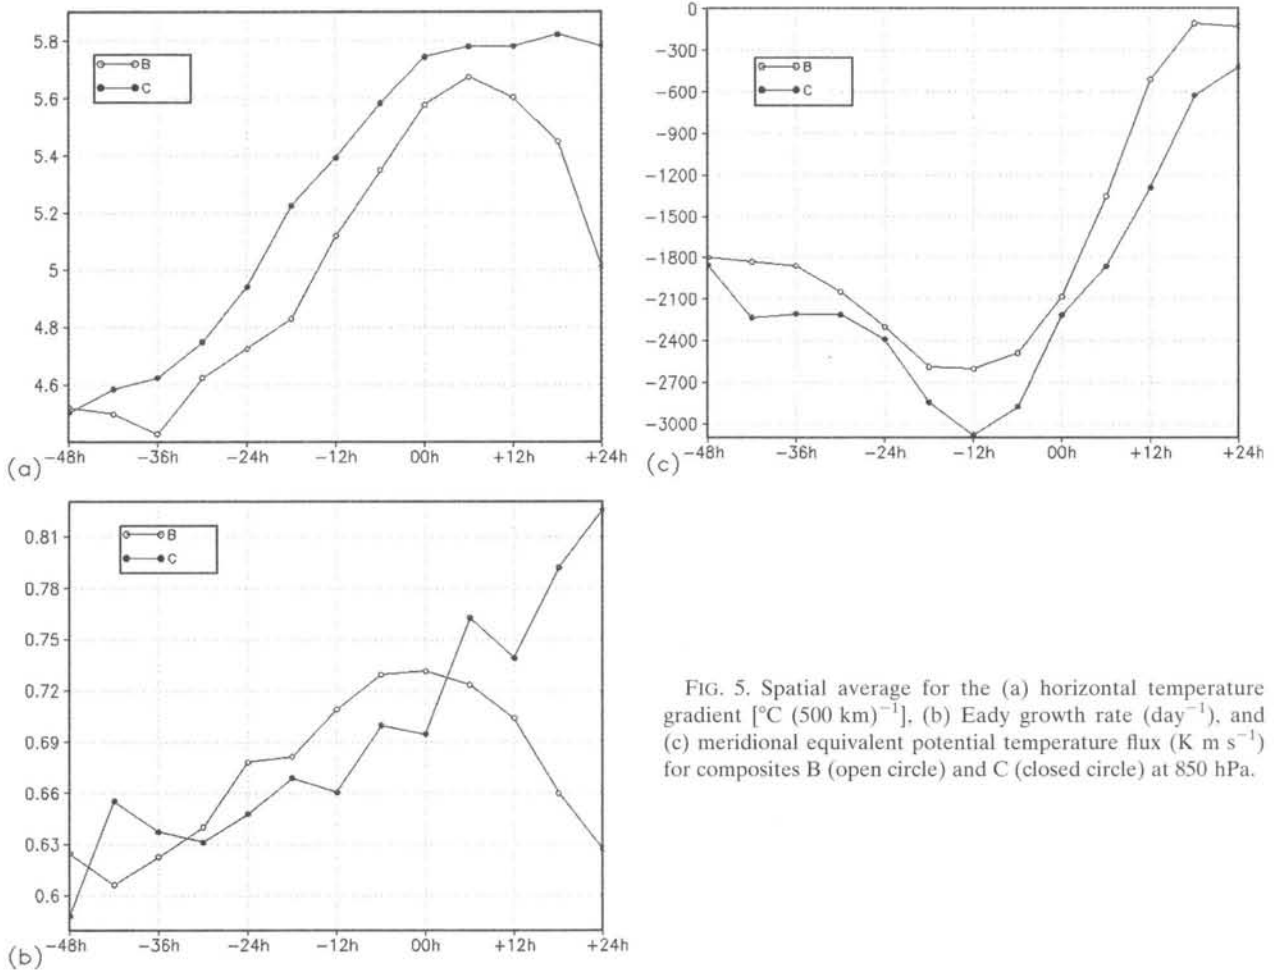 5.8
5.6
5.4
5.2
5
4.8
4.6
B
C
−48h −36h −24h −12h 00h +12h +24h
(a)
0
−300
−600
−900
−1200
−1500
−1800
−2100
−2400
−2700
−3000
B
C
−48h −36h −24h −12h 00h +12h +24h
(c)
0.81
0.78
0.75
0.72
0.69
0.66
0.63
0.6
B
C
−48h −36h −24h −12h 00h +12h +24h
(b)
FIG. 5. Spatial average for the (a) horizontal temperature
gradient [°C (500 km)⁻¹], (b) Eady growth rate (day⁻¹), and
(c) meridional equivalent potential temperature flux (K m s⁻¹)
for composites B (open circle) and C (closed circle) at 850 hPa.